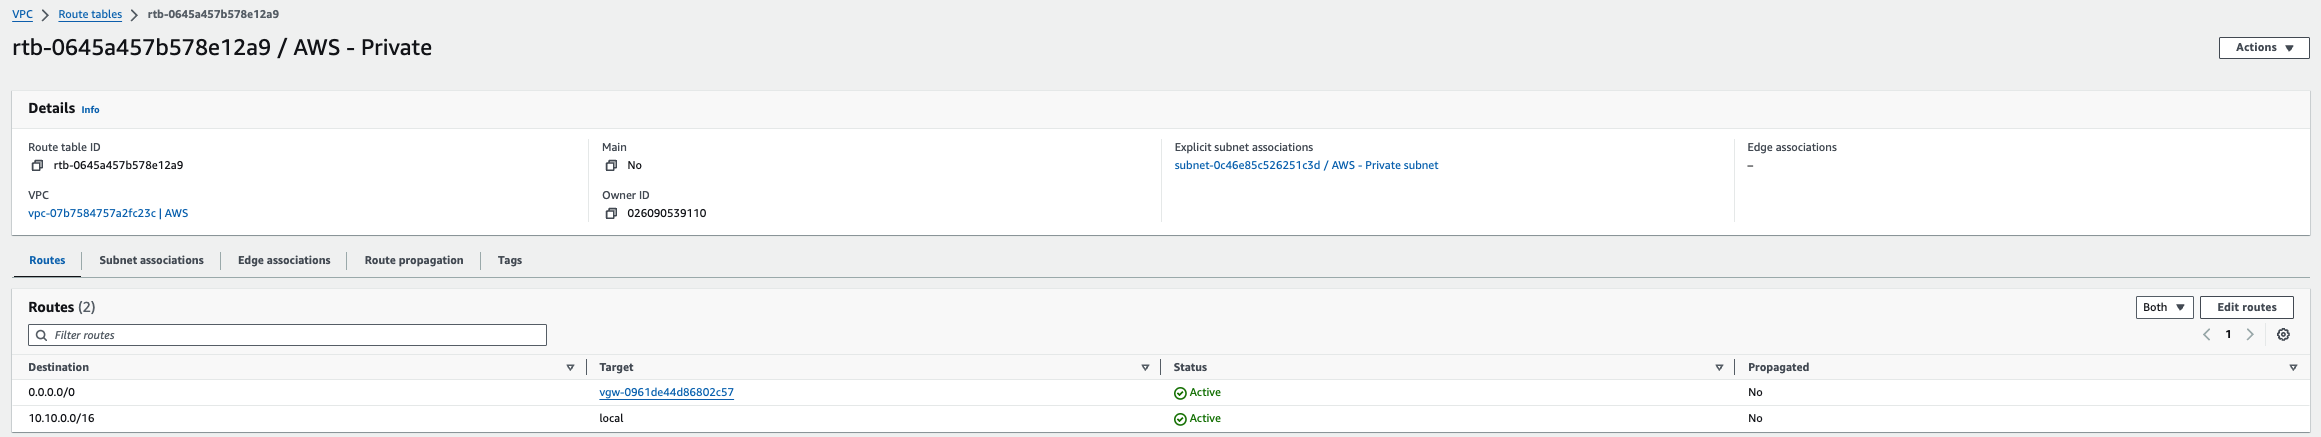 VPC > Route tables > rtb-0645a457b578e12a9
rtb-0645a457b578e12a9 / AWS - Private
Actions
Details Info
Route table ID
rtb-0645a457b578e12a9
Main
No
Explicit subnet associations
subnet-0c46e85c526251c3d / AWS - Private subnet
Edge associations
–
VPC
vpc-07b7584757a2fc23c | AWS
Owner ID
026090539110
Routes Subnet associations Edge associations Route propagation Tags
Routes (2)
Both Edit routes
Filter routes
1
Destination Target Status Propagated
0.0.0.0/0 vgw-0961de44d86802c57 Active No
10.10.0.0/16 local Active No